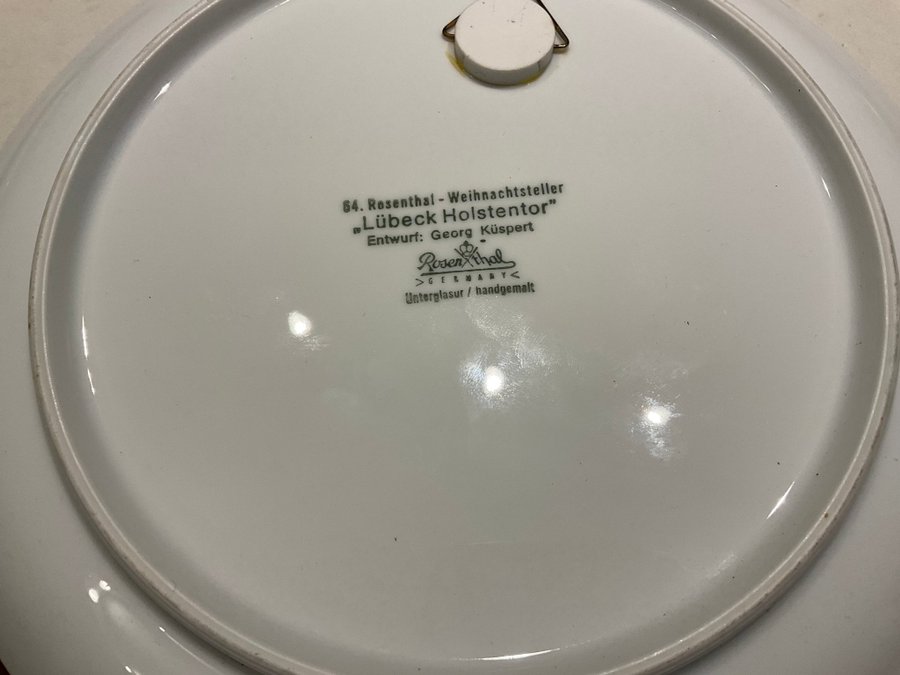 64. Rosenthal - Weihnachtsteller
„Lübeck Holstentor"
Entwurf: Georg Küspert
Rosenthal
>GERMANY<
Unterglasur / handgemalt